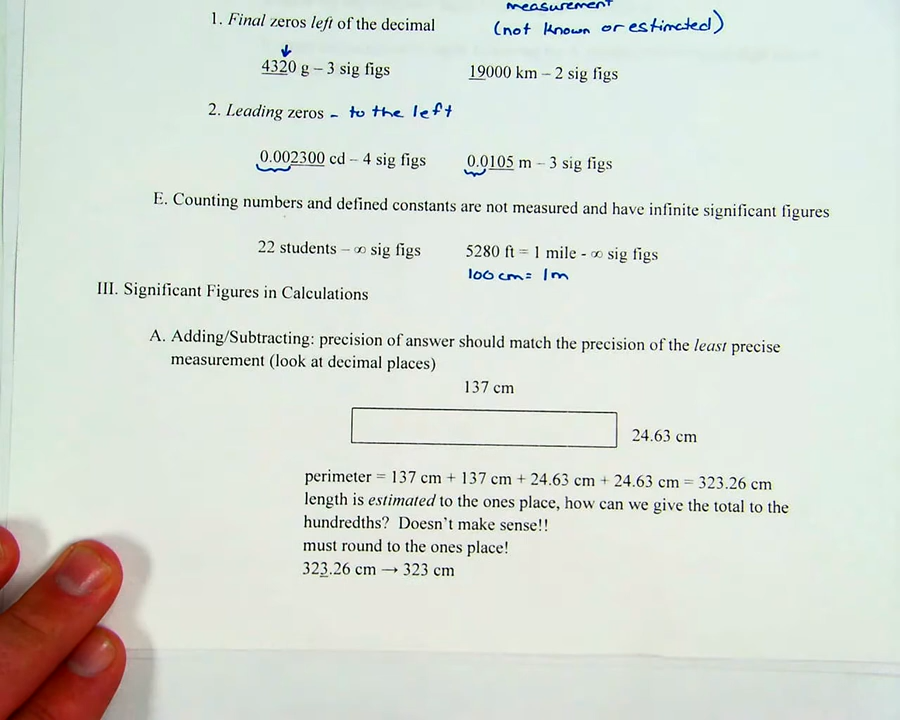 measurement
1. Final zeros left of the decimal
(not known or estimated)
4320 g – 3 sig figs
19000 km – 2 sig figs
2. Leading zeros - to the left
0.002300 cd – 4 sig figs
0.0105 m – 3 sig figs
E. Counting numbers and defined constants are not measured and have infinite significant figures
22 students – ∞ sig figs
5280 ft = 1 mile - ∞ sig figs
100 cm = 1m
III. Significant Figures in Calculations
A. Adding/Subtracting: precision of answer should match the precision of the least precise
measurement (look at decimal places)
137 cm
24.63 cm
perimeter = 137 cm + 137 cm + 24.63 cm + 24.63 cm = 323.26 cm
length is estimated to the ones place, how can we give the total to the
hundredths? Doesn't make sense!!
must round to the ones place!
323.26 cm → 323 cm